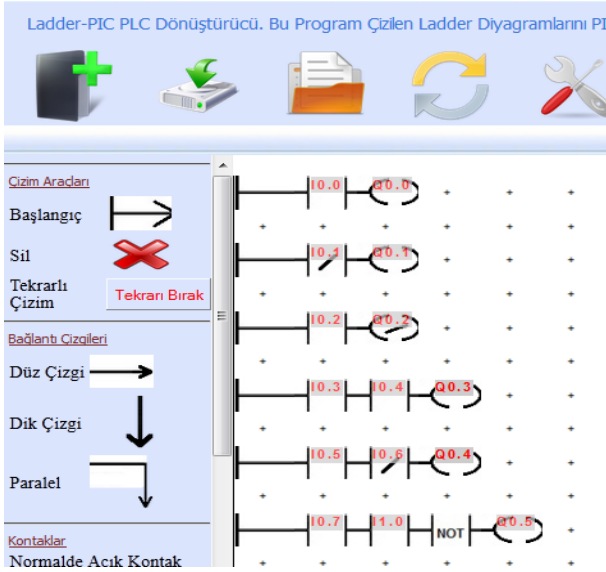 Ladder-PIC PLC Dönüştürücü. Bu Program Çizilen Ladder Diyagramlarını PI
Çizim Araçları
Başlangıç
Sil
Tekrarlı
Çizim
Tekrarı Bırak
Bağlantı Çizgileri
Düz Çizgi
Dik Çizgi
Paralel
Kontaklar
Normalde Açık Kontak
I0.0 Q0.0
I0.1 Q0.1
I0.2 Q0.2
I0.3 I0.4 Q0.3
I0.5 I0.6 Q0.4
I0.7 I1.0 NOT Q0.5